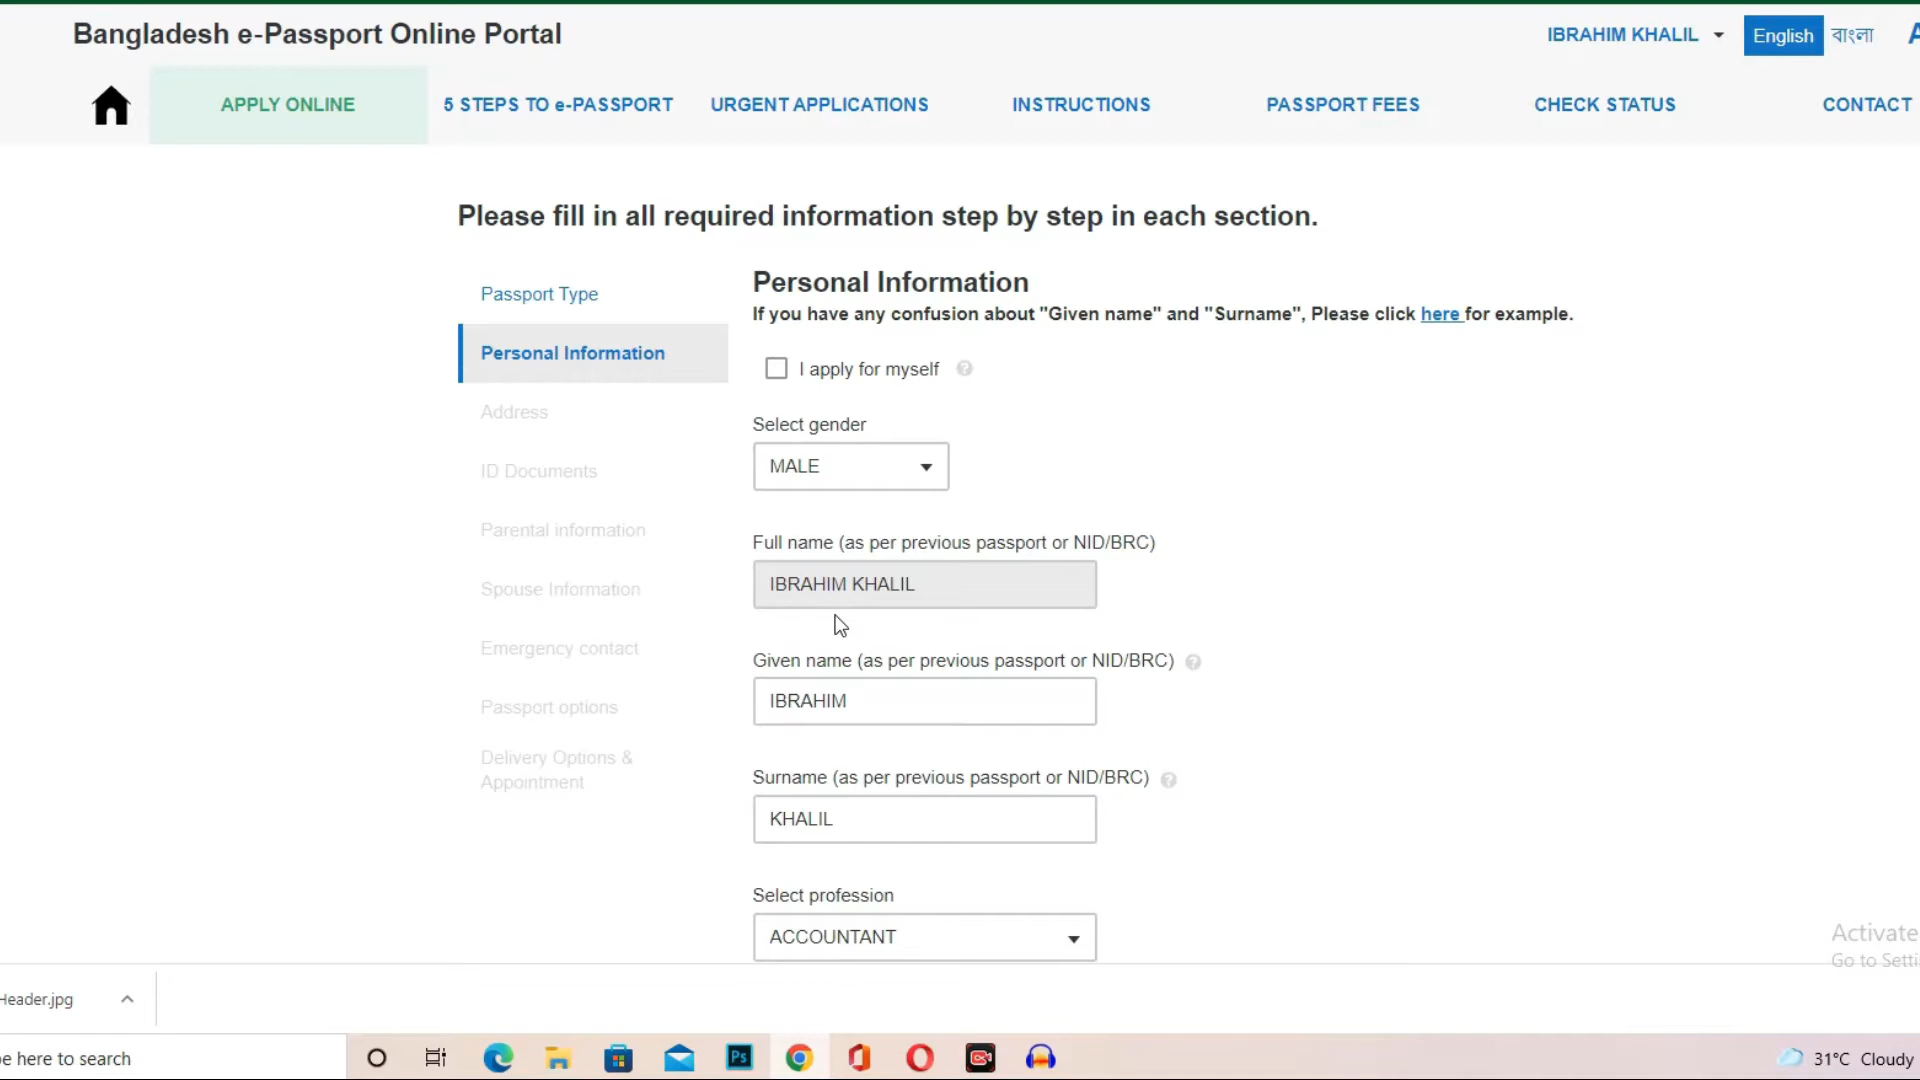 Bangladesh e-Passport Online Portal
IBRAHIM KHALIL
English
বাংলা
A
APPLY ONLINE
5 STEPS TO e-PASSPORT
URGENT APPLICATIONS
INSTRUCTIONS
PASSPORT FEES
CHECK STATUS
CONTACT
Please fill in all required information step by step in each section.
Passport Type
Personal Information
Address
ID Documents
Parental information
Spouse Information
Emergency contact
Passport options
Delivery Options &
Appointment
Personal Information
If you have any confusion about "Given name" and "Surname", Please click here for example.
I apply for myself ?
Select gender
MALE
Full name (as per previous passport or NID/BRC)
IBRAHIM KHALIL
Given name (as per previous passport or NID/BRC) ?
IBRAHIM
Surname (as per previous passport or NID/BRC) ?
KHALIL
Select profession
ACCOUNTANT
Activate
Go to Setti
Header.jpg
e here to search
Ps
31°C Cloudy